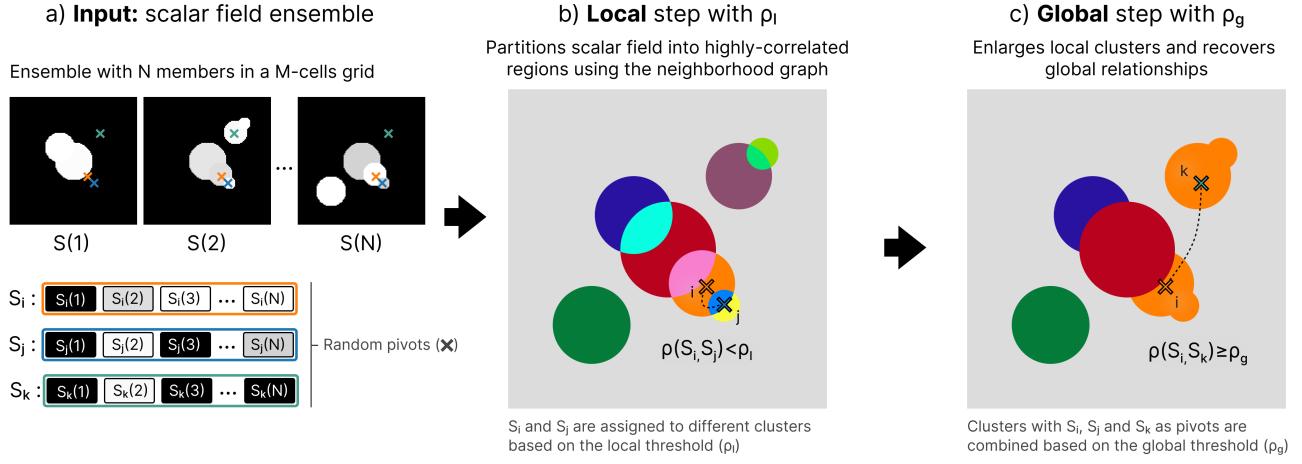 a) Input: scalar field ensemble
Ensemble with N members in a M-cells grid
...
S(1)
S(2)
S(N)
Si : Si(1) Si(2) Si(3) ... Si(N)
Sj : Sj(1) Sj(2) Sj(3) ... Sj(N)
Sk : Sk(1) Sk(2) Sk(3) ... Sk(N)
Random pivots (✖)
b) Local step with ρl
Partitions scalar field into highly-correlated
regions using the neighborhood graph
i
j
ρ(Si,Sj)<ρl
Si and Sj are assigned to different clusters
based on the local threshold (ρl)
c) Global step with ρg
Enlarges local clusters and recovers
global relationships
k
i
ρ(Si,Sk)≥ρg
Clusters with Si, Sj and Sk as pivots are
combined based on the global threshold (ρg)